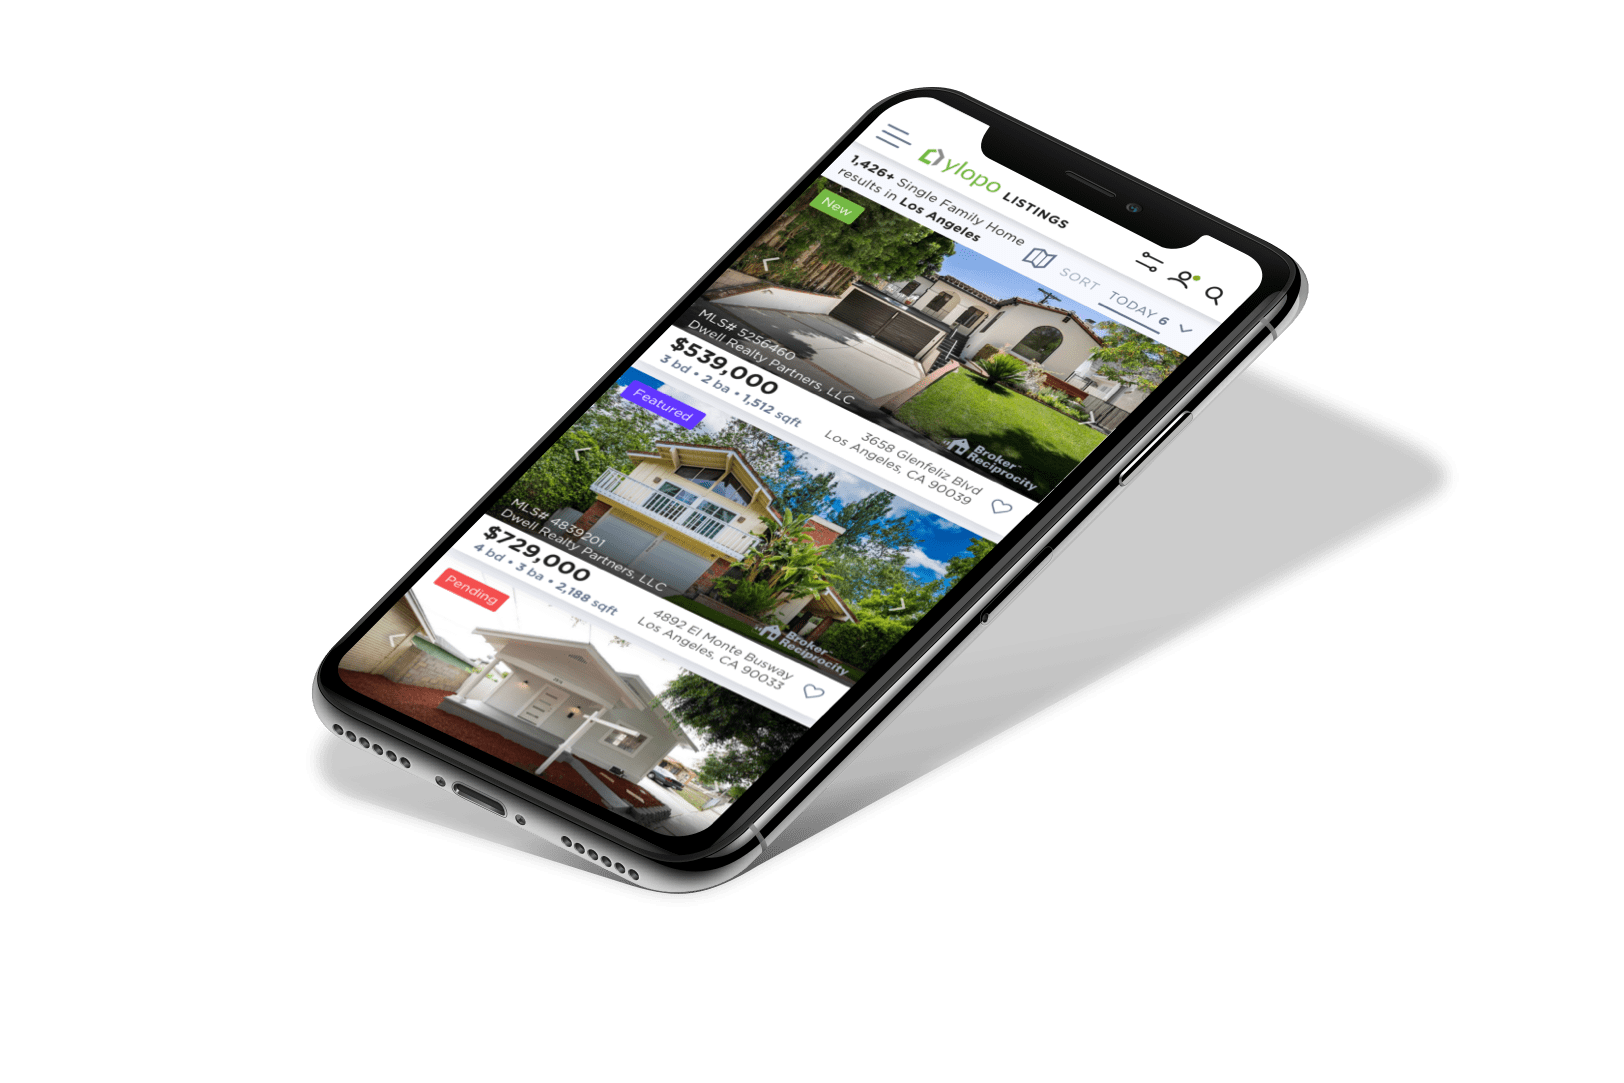 ylopo LISTINGS
1,426+ Single Family Home
results in Los Angeles
SORT TODAY 6
New
MLS# 5256460
Dwell Realty Partners, LLC
Broker
Reciprocity
$539,000
3 bd • 2 ba • 1,512 sqft
3658 Glenfeliz Blvd
Los Angeles, CA 90039
Featured
MLS# 4839201
Dwell Realty Partners, LLC
Broker
Reciprocity
$729,000
4 bd • 3 ba • 2,188 sqft
4892 El Monte Busway
Los Angeles, CA 90033
Pending